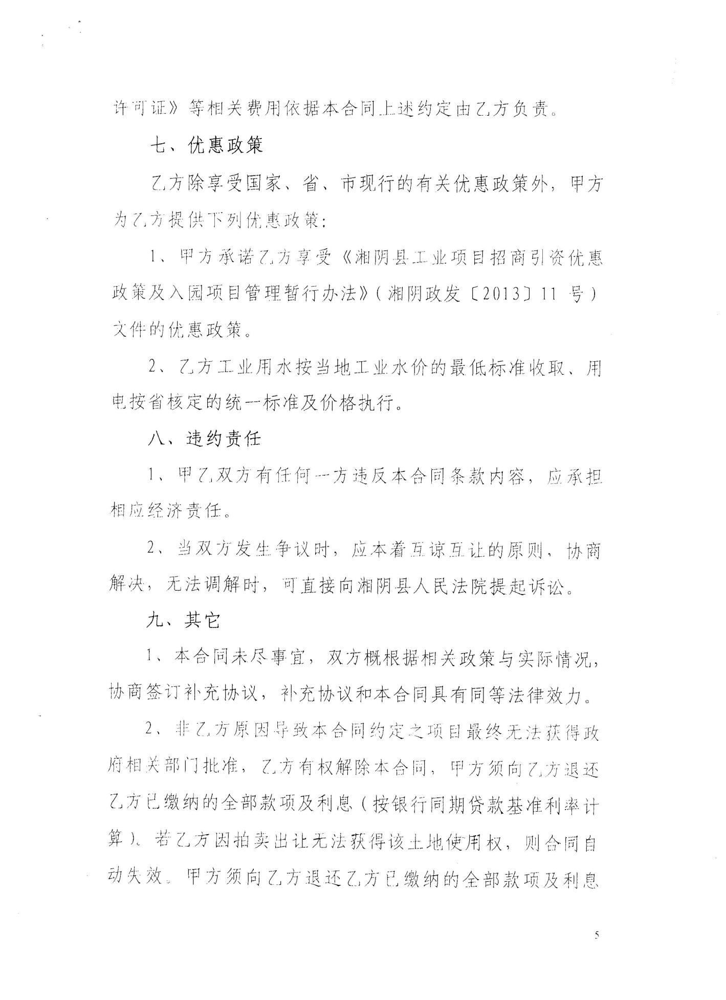 许可证》等相关费用依据本合同上述约定由乙方负责。
七、优惠政策
乙方除享受国家、省、市现行的有关优惠政策外，甲方
为乙方提供下列优惠政策：
1、甲方承诺乙方享受《湘阴县工业项目招商引资优惠
政策及入园项目管理暂行办法》（湘阴政发〔2013〕11 号）
文件的优惠政策。
2、乙方工业用水按当地工业水价的最低标准收取、用
电按省核定的统一标准及价格执行。
八、违约责任
1、甲乙双方有任何一方违反本合同条款内容，应承担
相应经济责任。
2、当双方发生争议时，应本着互谅互让的原则，协商
解决，无法调解时，可直接向湘阴县人民法院提起诉讼。
九、其它
1、本合同未尽事宜，双方概根据相关政策与实际情况，
协商签订补充协议，补充协议和本合同具有同等法律效力。
2、非乙方原因导致本合同约定之项目最终无法获得政
府相关部门批准，乙方有权解除本合同，甲方须向乙方退还
乙方已缴纳的全部款项及利息（按银行同期贷款基准利率计
算）。若乙方因拍卖出让无法获得该土地使用权，则合同自
动失效。甲方须向乙方退还乙方已缴纳的全部款项及利息
5